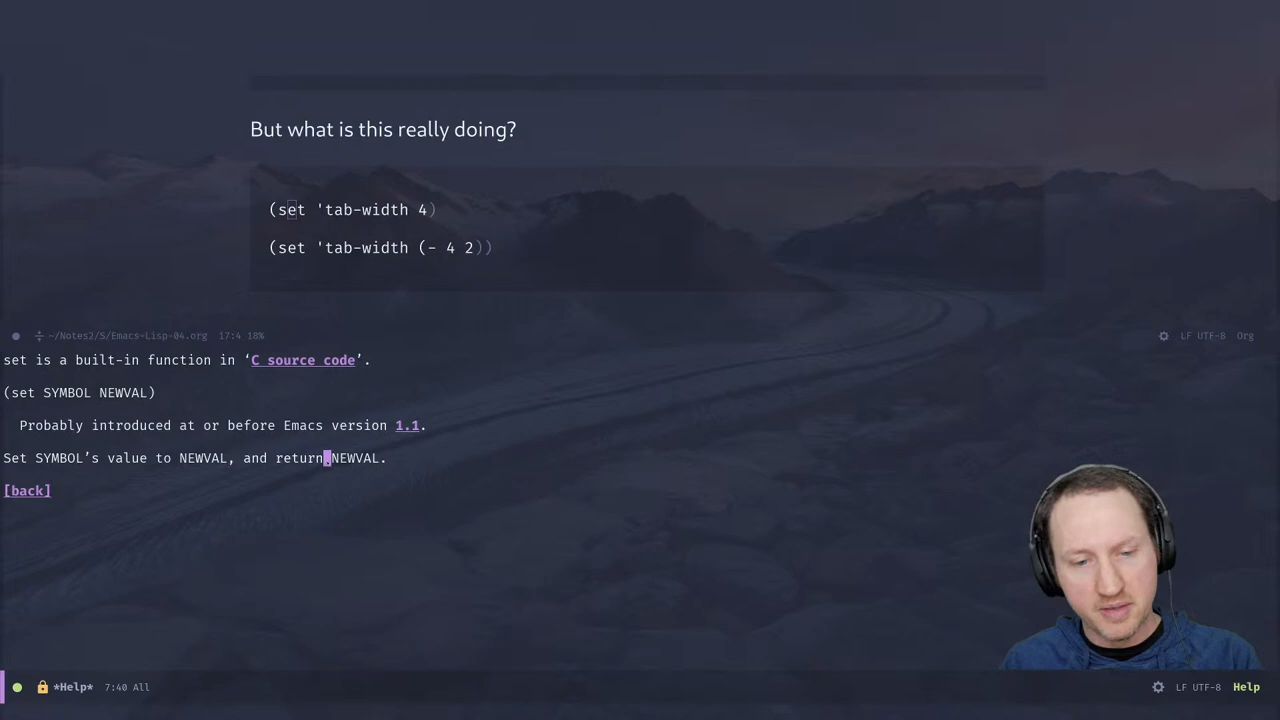 But what is this really doing?
(set 'tab-width 4)
(set 'tab-width (- 4 2))
~/Notes2/S/Emacs-Lisp-04.org 17:4 18% LF UTF-8 Org
set is a built-in function in ‘C source code’.
(set SYMBOL NEWVAL)
Probably introduced at or before Emacs version 1.1.
Set SYMBOL’s value to NEWVAL, and return NEWVAL.
[back]
*Help* 7:40 All LF UTF-8 Help